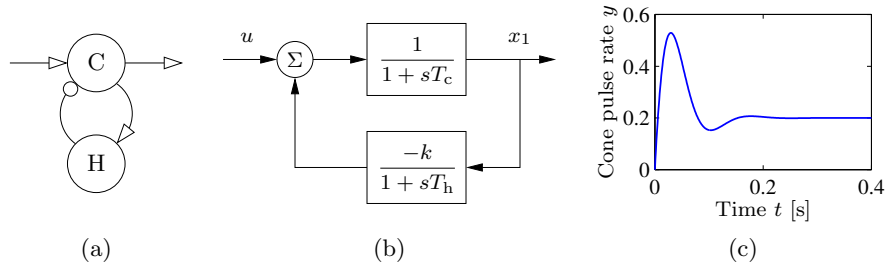 C
H
(a)
u
Σ
1
1 + sT_c
x_1
-k
1 + sT_h
(b)
Cone pulse rate y
0.6
0.4
0.2
0
0
0.2
0.4
Time t [s]
(c)